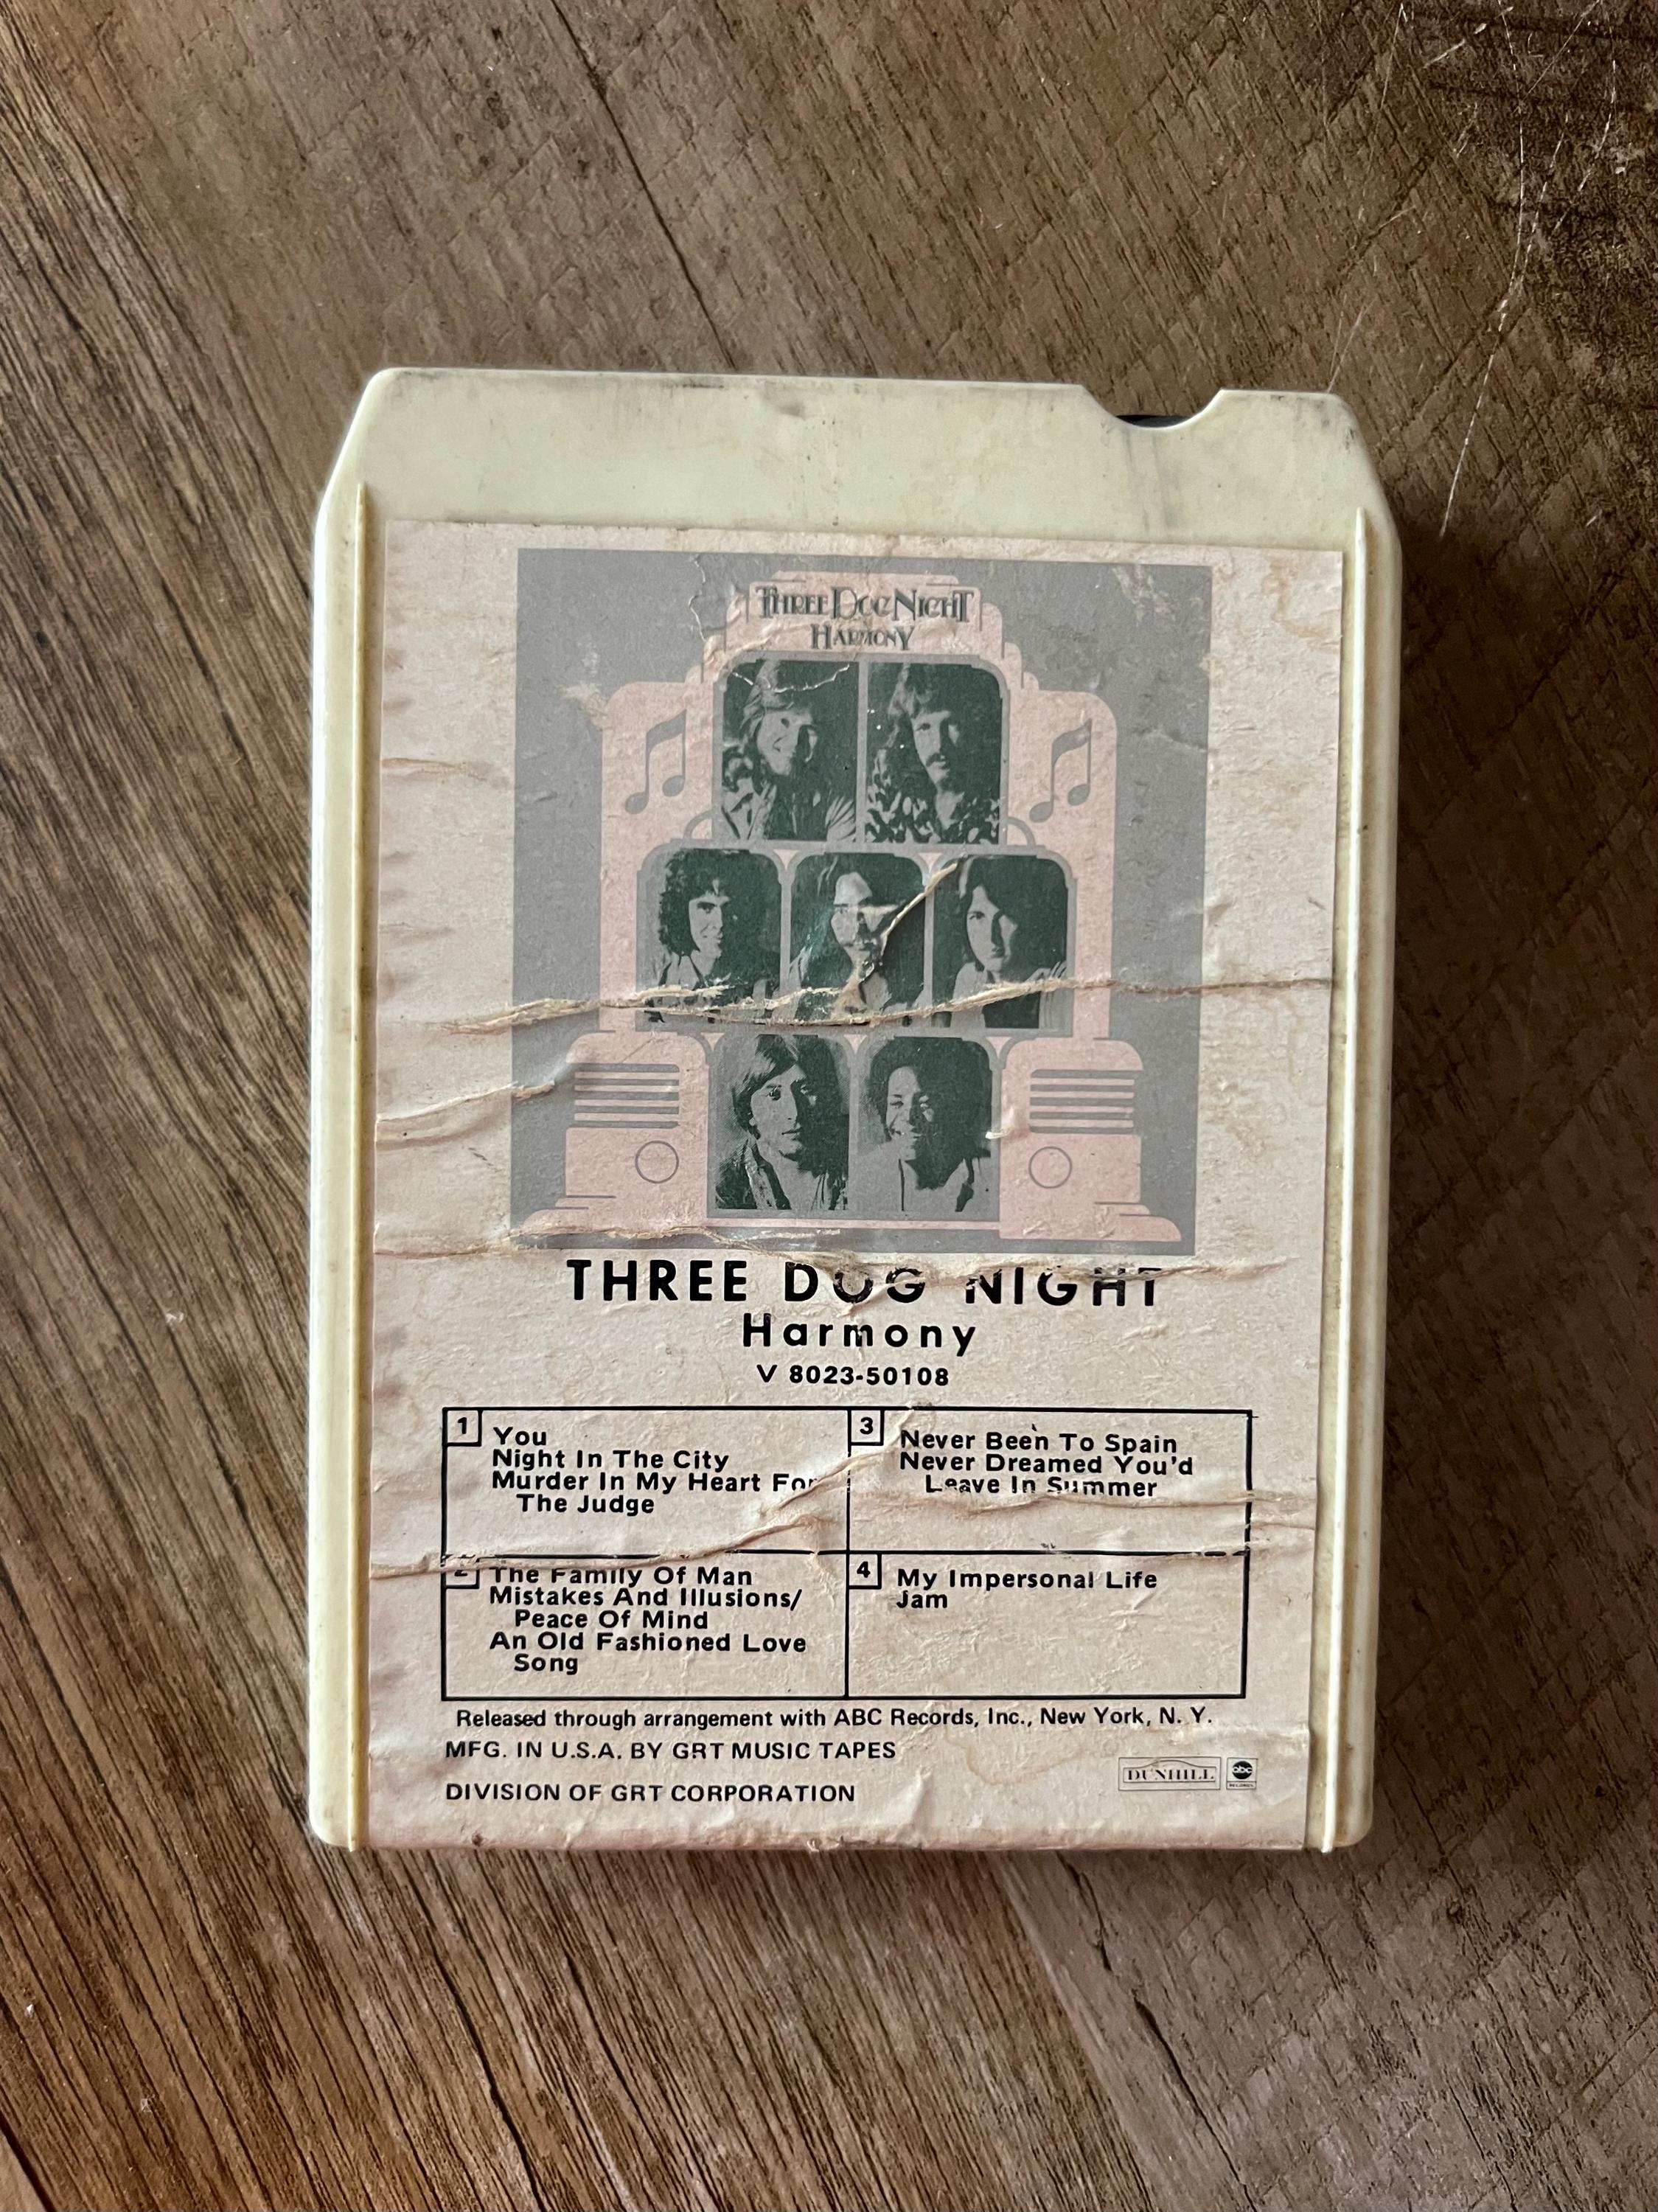 THREE DOG NIGHT
HARMONY
THREE DOG NIGHT
Harmony
V 8023-50108
1
You
Night In The City
Murder In My Heart For
The Judge
2
The Family Of Man
Mistakes And Illusions/
Peace Of Mind
An Old Fashioned Love
Song
3
Never Been To Spain
Never Dreamed You'd
Leave In Summer
4
My Impersonal Life
Jam
Released through arrangement with ABC Records, Inc., New York, N. Y.
MFG. IN U.S.A. BY GRT MUSIC TAPES
DIVISION OF GRT CORPORATION
DUNHILL
abc
RECORDS